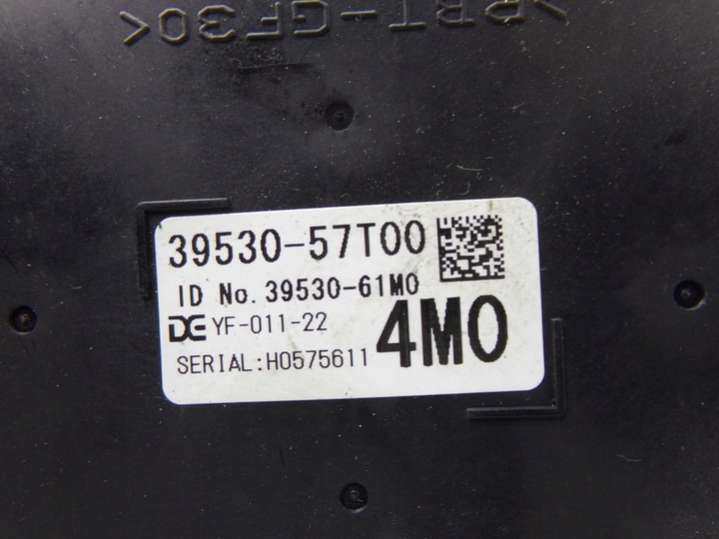 >PBT-GF30<
39530-57T00
ID No. 39530-61M0
DE YF-011-22
4M0
SERIAL:H0575611